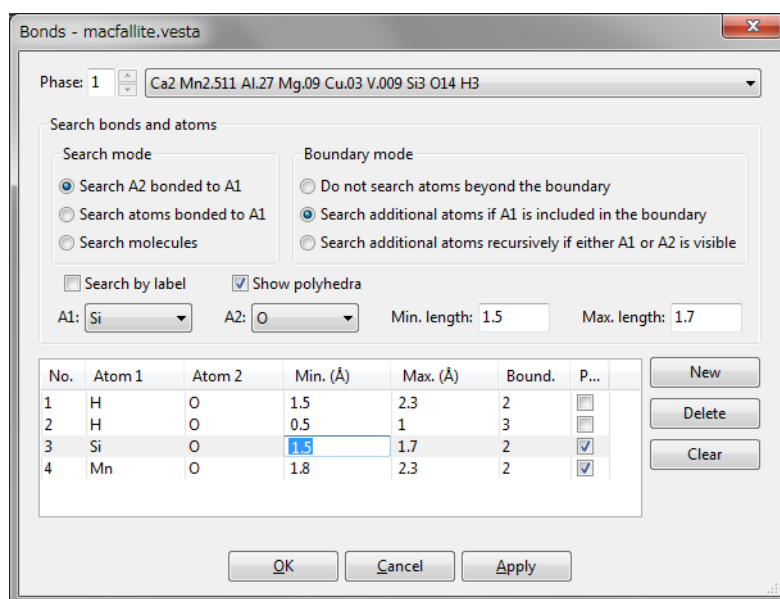 Bonds - macfallite.vesta
Phase: 1 Ca2 Mn2.511 Al.27 Mg.09 Cu.03 V.009 Si3 O14 H3
Search bonds and atoms
Search mode
Search A2 bonded to A1
Search atoms bonded to A1
Search molecules
Boundary mode
Do not search atoms beyond the boundary
Search additional atoms if A1 is included in the boundary
Search additional atoms recursively if either A1 or A2 is visible
Search by label Show polyhedra
A1: Si A2: O Min. length: 1.5 Max. length: 1.7
No. Atom 1 Atom 2 Min. (Å) Max. (Å) Bound. P...
1 H O 1.5 2.3 2
2 H O 0.5 1 3
3 Si O 1.5 1.7 2
4 Mn O 1.8 2.3 2
New
Delete
Clear
OK Cancel Apply